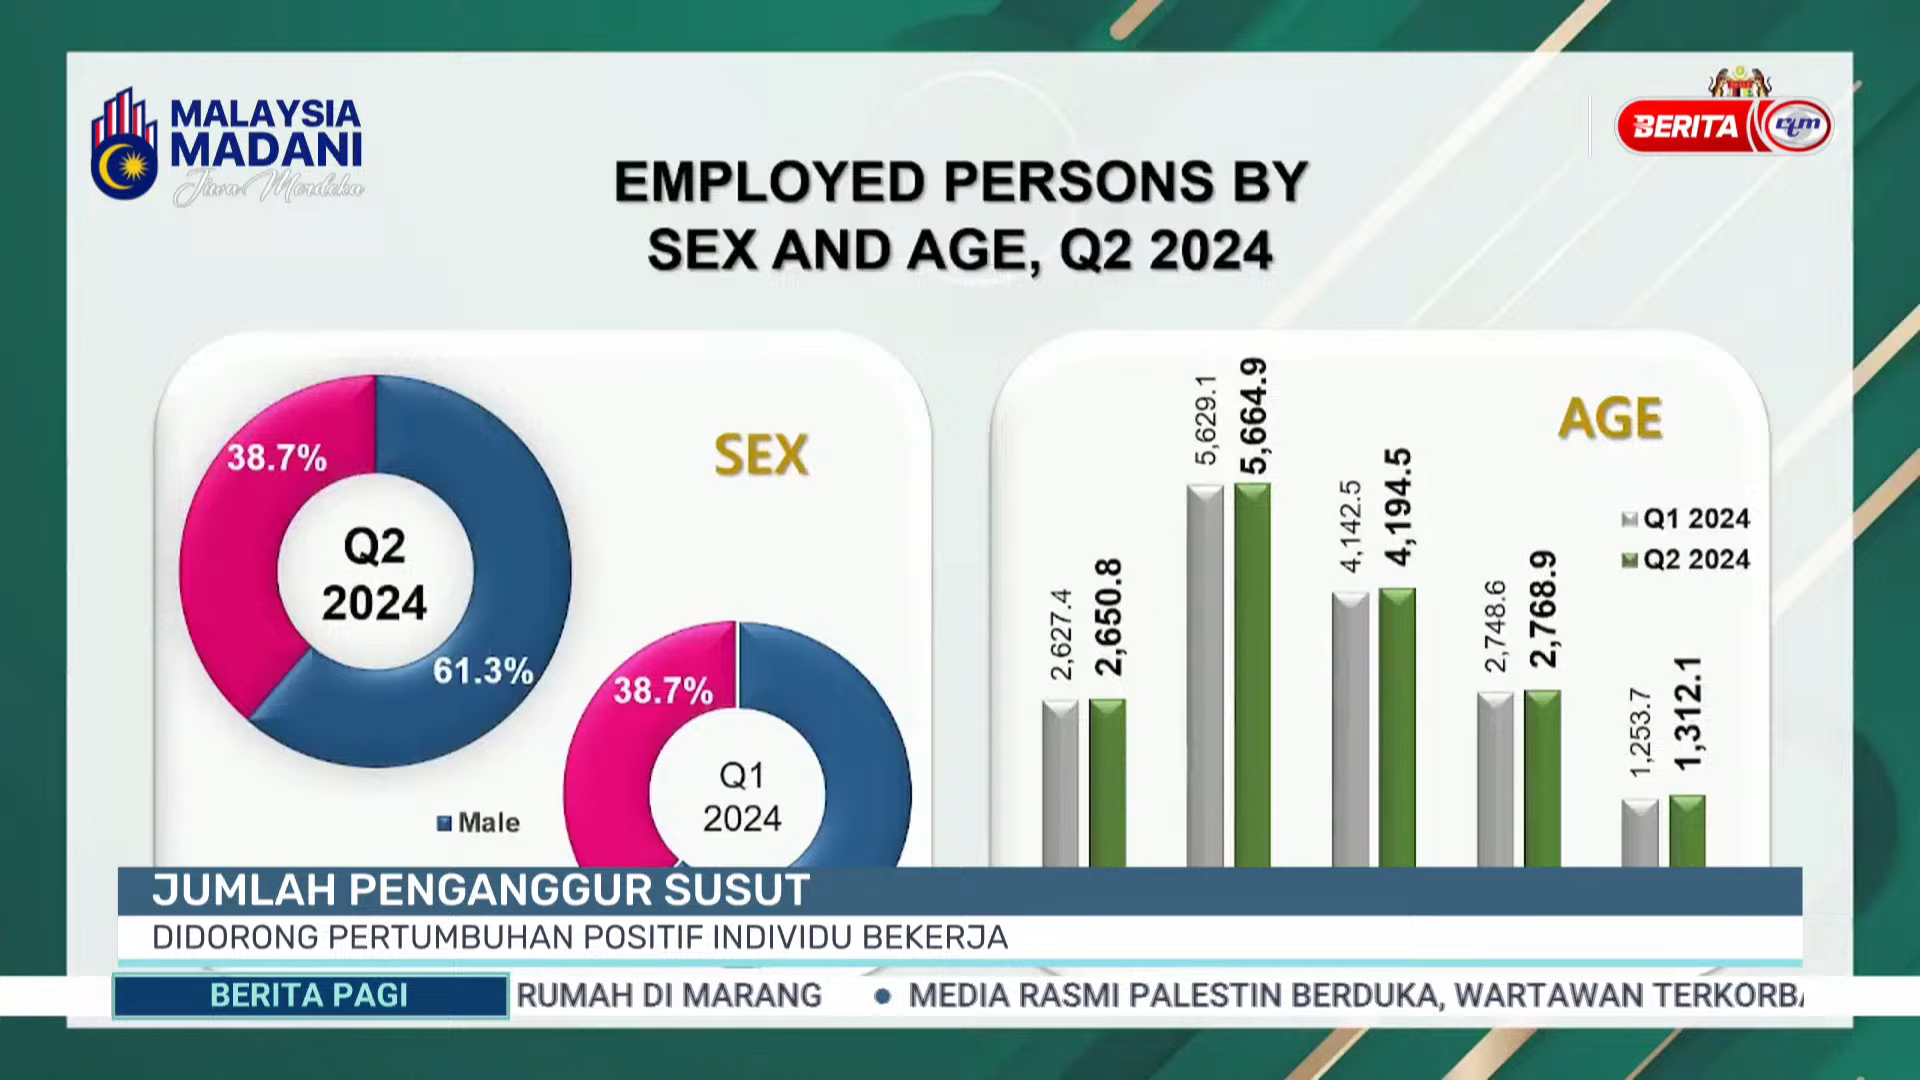 MALAYSIA
MADANI
Jiwa Merdeka
BERITA rtm
EMPLOYED PERSONS BY
SEX AND AGE, Q2 2024
SEX
38.7%
61.3%
Q2
2024
38.7%
Q1
2024
Male
AGE
Q1 2024
Q2 2024
2,627.4
2,650.8
5,629.1
5,664.9
4,142.5
4,194.5
2,748.6
2,768.9
1,253.7
1,312.1
JUMLAH PENGANGGUR SUSUT
DIDORONG PERTUMBUHAN POSITIF INDIVIDU BEKERJA
BERITA PAGI
RUMAH DI MARANG • MEDIA RASMI PALESTIN BERDUKA, WARTAWAN TERKORB